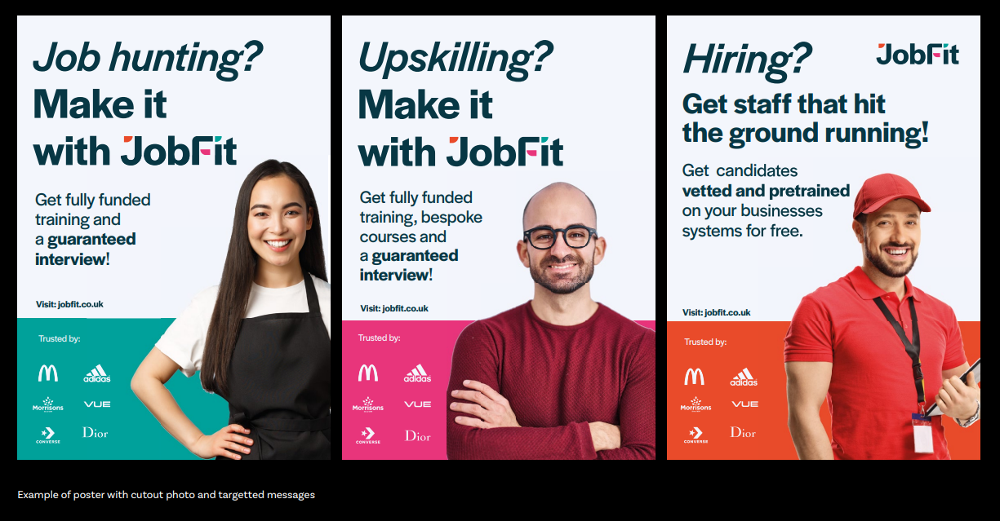 Job hunting?
Make it
with JobFit
Get fully funded
training and
a guaranteed
interview!
Visit: jobfit.co.uk
Trusted by:
adidas
Morrisons
VUE
CONVERSE
Dior
Upskilling?
Make it
with JobFit
Get fully funded
training, bespoke
courses and
a guaranteed
interview!
Visit: jobfit.co.uk
Trusted by:
adidas
Morrisons
VUE
CONVERSE
Dior
Hiring?
JobFit
Get staff that hit
the ground running!
Get candidates
vetted and pretrained
on your businesses
systems for free.
Visit: jobfit.co.uk
Trusted by:
adidas
Morrisons
VUE
CONVERSE
Dior
Example of poster with cutout photo and targetted messages